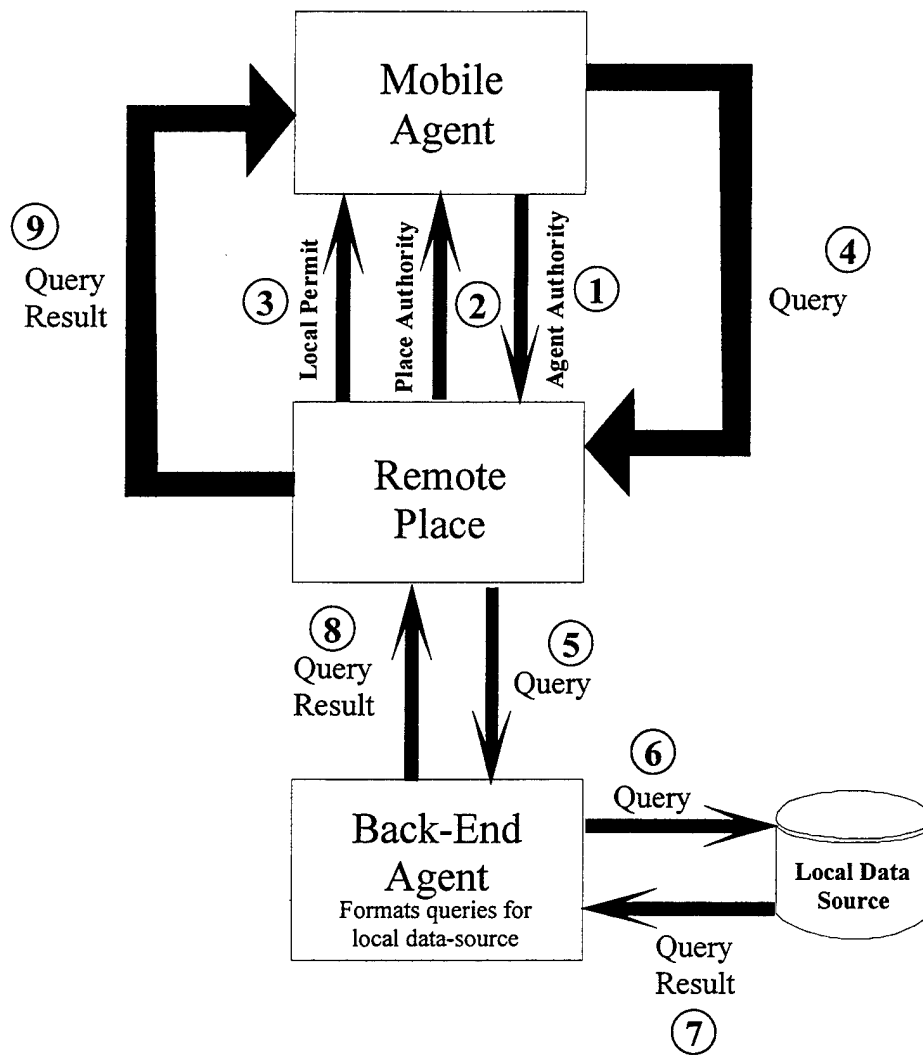 Mobile
Agent
9
Query
Result
3
Local Permit
Place Authority
2
Agent Authority
1
4
Query
Remote
Place
8
Query
Result
5
Query
6
Query
Back-End
Agent
Formats queries for
local data-source
Local Data
Source
Query
Result
7